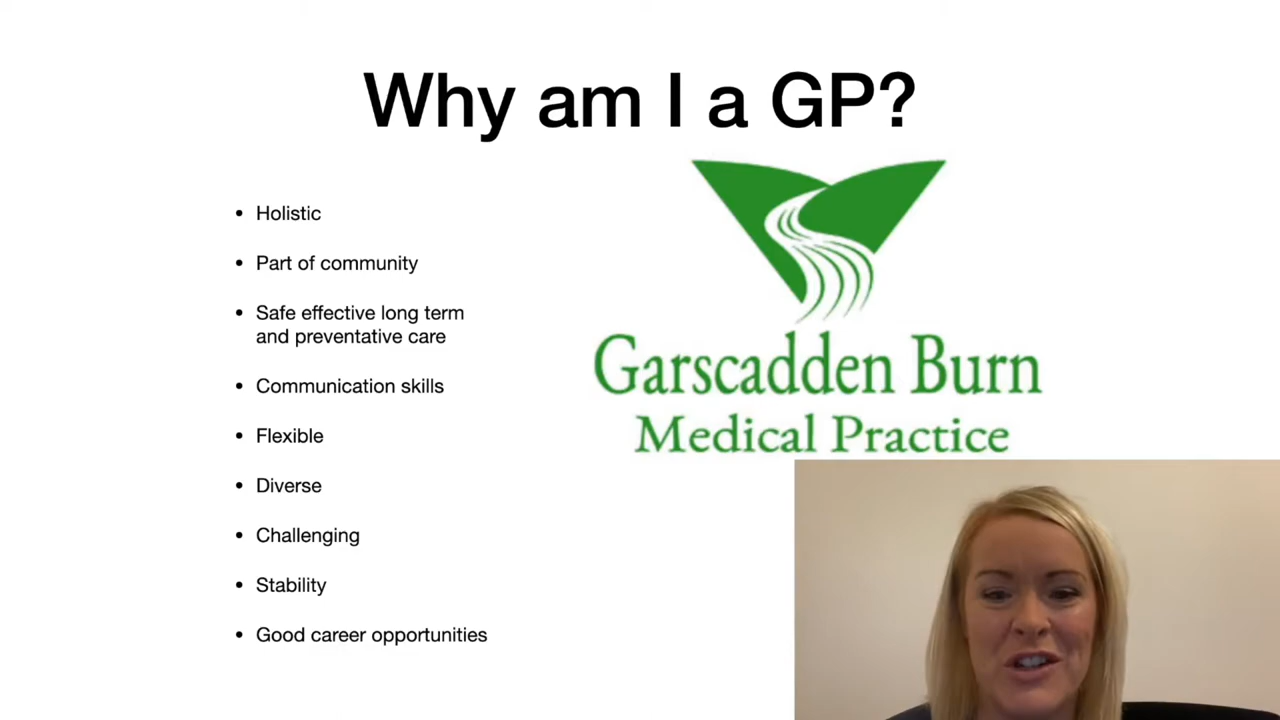 Why am I a GP?
• Holistic
• Part of community
• Safe effective long term
and preventative care
• Communication skills
• Flexible
• Diverse
• Challenging
• Stability
• Good career opportunities
Garscadden Burn
Medical Practice